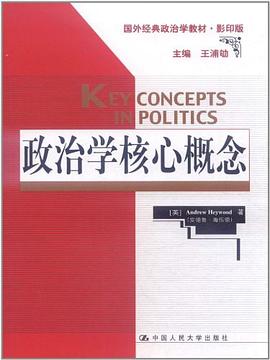 国外经典政治学教材·影印版
主编 王浦劬
KEY CONCEPTS
IN POLITICS
政治学核心概念
[英] Andrew Heywood 著
(安德鲁·海伍德)
中国人民大学出版社